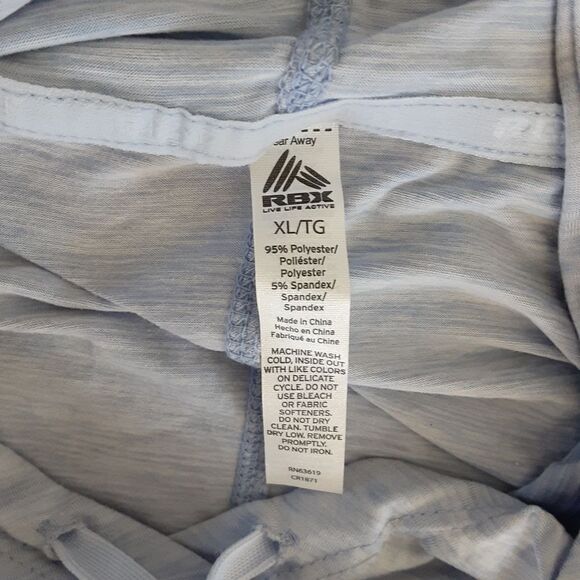 Away
RBX
LIVE LIFE ACTIVE
XL/TG
95% Polyester/
Poliéster/
Polyester
5% Spandex/
Spandex/
Spandex
Made in China
Hecho en China
Fabriqué au Chine
MACHINE WASH
COLD, INSIDE OUT
WITH LIKE COLORS
ON DELICATE
CYCLE. DO NOT
USE BLEACH
OR FABRIC
SOFTENERS.
DO NOT DRY
CLEAN. TUMBLE
DRY LOW. REMOVE
PROMPTLY.
DO NOT IRON.
RN63619
CR1871